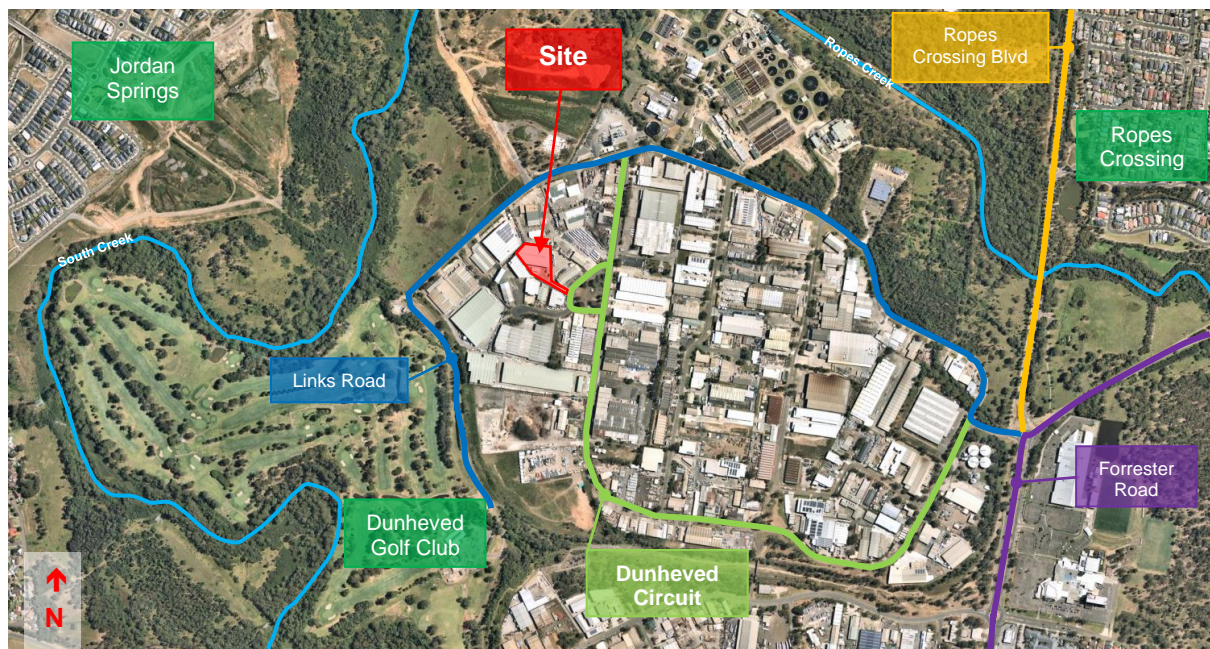 Jordan
Springs
Site
Ropes Creek
Ropes
Crossing Blvd
Ropes
Crossing
South Creek
Links Road
Dunheved
Golf Club
Dunheved
Circuit
Forrester
Road
N